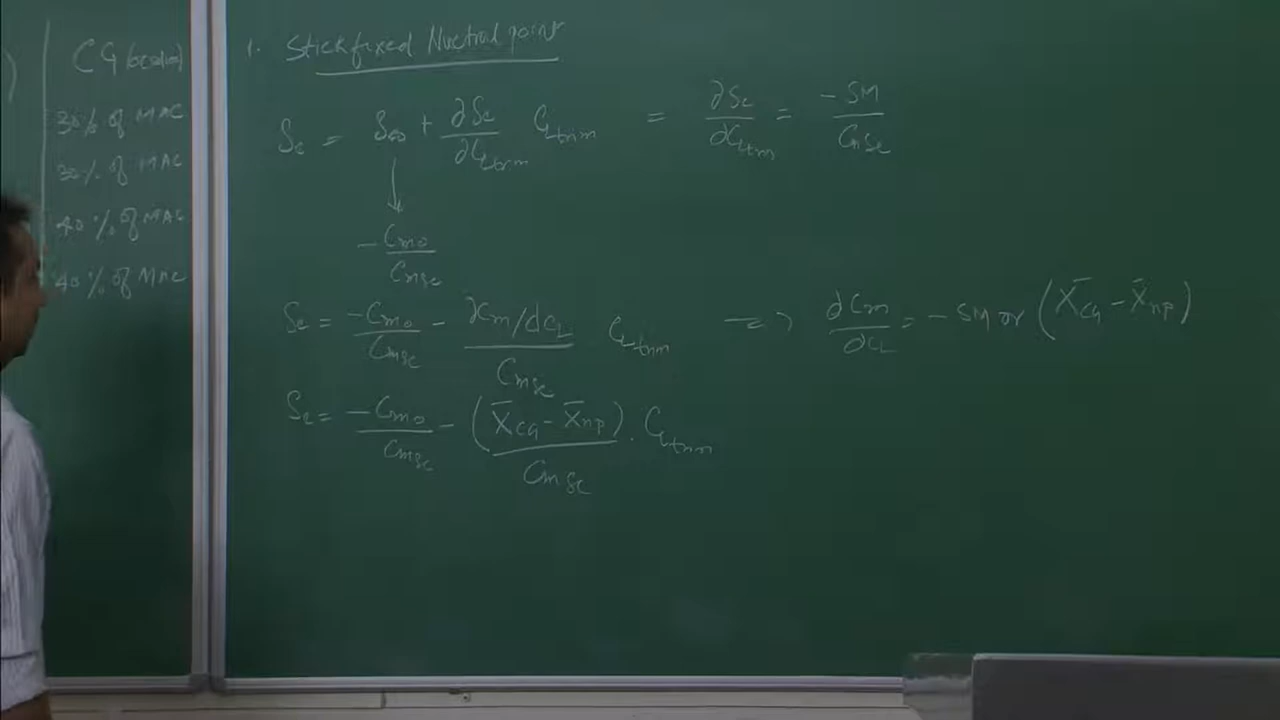 )
CG location
30% of MAC
30% of MAC
40% of MAC
40% of MAC
1. Stick fixed Nuetral point
δe = δe0 + ∂δe/∂CLtrim CLtrim = ∂δe/∂CLtrim = -SM/Cmδe
-Cm0/Cmδe
δe = -Cm0/Cmδe - ∂Cm/∂CL/Cmδe CLtrim => ∂Cm/∂CL = - SM or (X̄CG - X̄np)
δe = -Cm0/Cmδe - (X̄CG - X̄np)/Cmδe . CLtrim